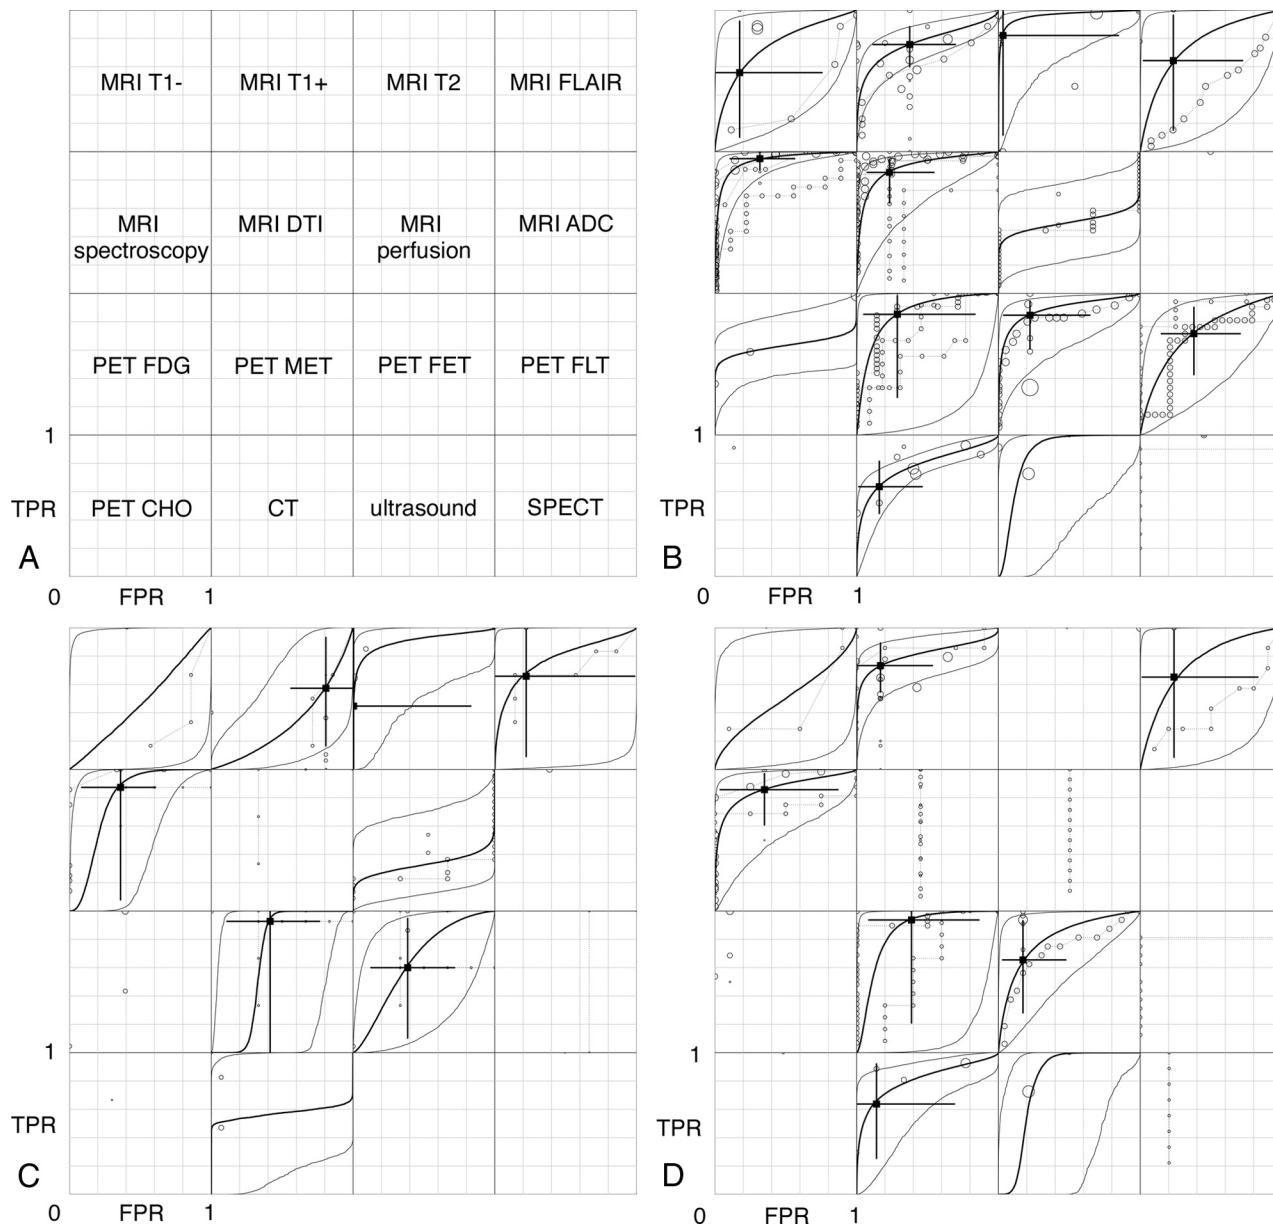 MRI T1-
MRI T1+
MRI T2
MRI FLAIR
MRI
spectroscopy
MRI DTI
MRI
perfusion
MRI ADC
PET FDG
PET MET
PET FET
PET FLT
1
TPR
PET CHO
CT
ultrasound
SPECT
A
0
FPR
1
1
TPR
B
0
FPR
1
1
TPR
C
0
FPR
1
1
TPR
D
0
FPR
1